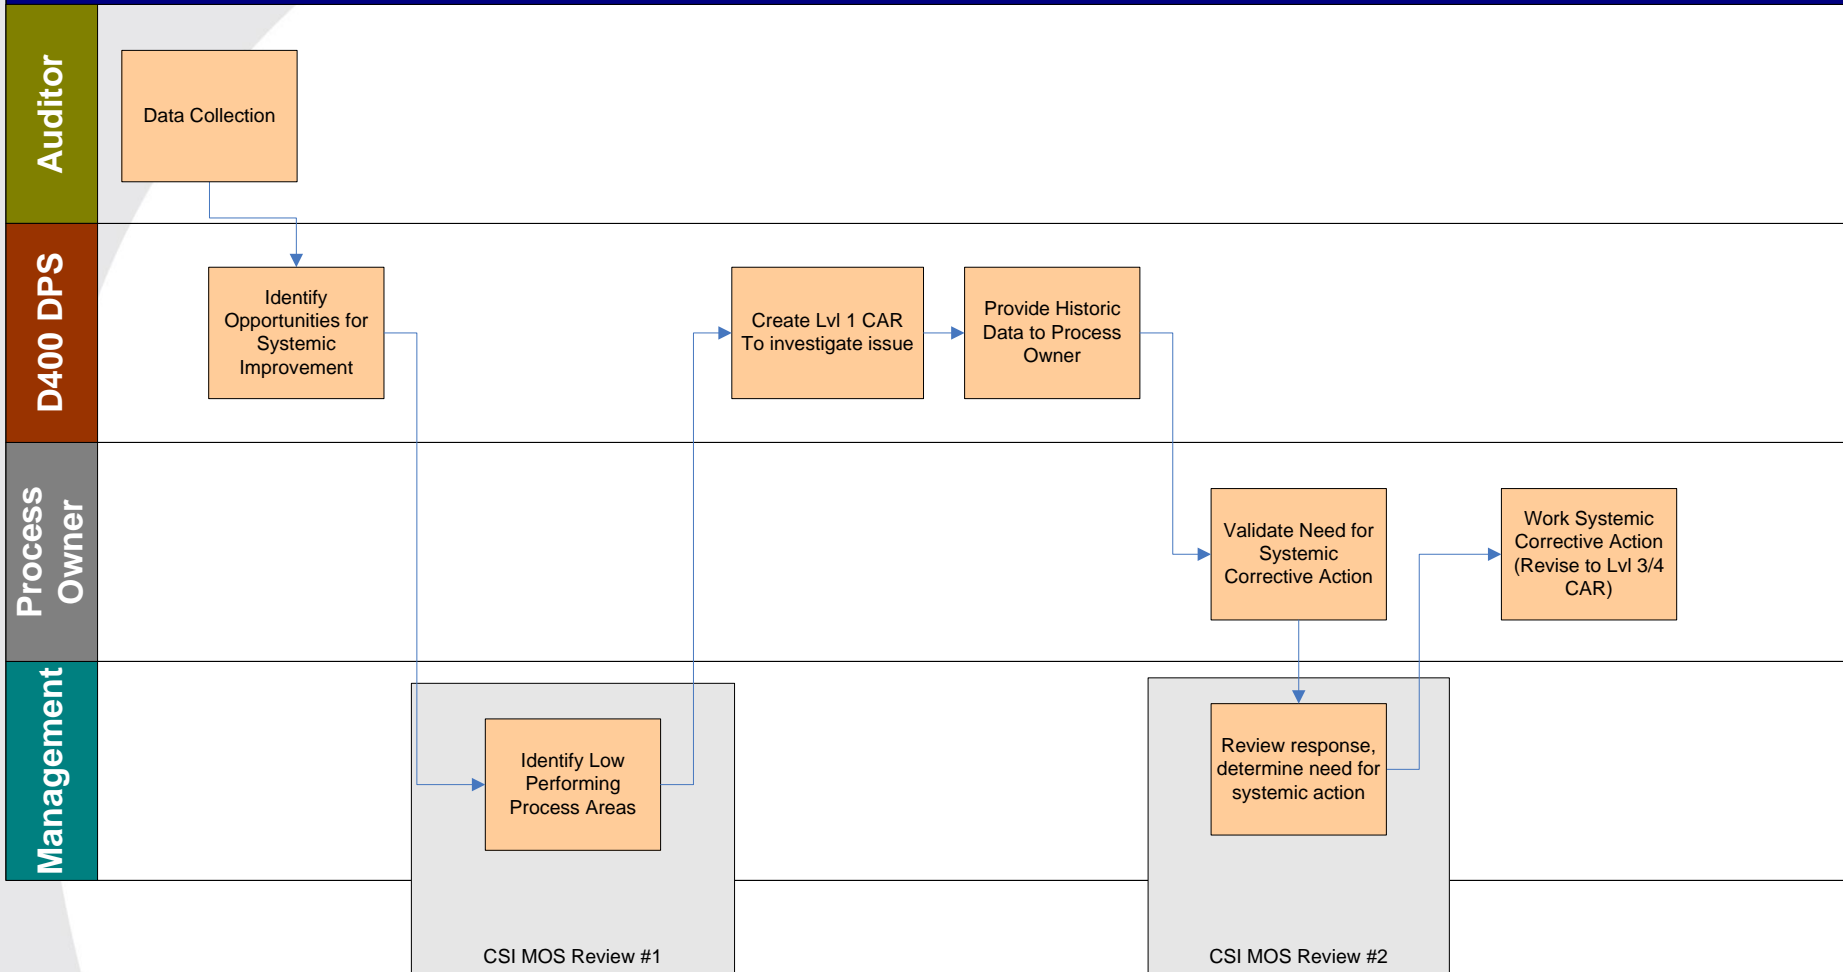 Auditor
Data Collection
D400 DPS
Identify
Opportunities for
Systemic
Improvement
Create Lvl 1 CAR
To investigate issue
Provide Historic
Data to Process
Owner
Process
Owner
Validate Need for
Systemic
Corrective Action
Work Systemic
Corrective Action
(Revise to Lvl 3/4
CAR)
Management
Identify Low
Performing
Process Areas
Review response,
determine need for
systemic action
CSI MOS Review #1
CSI MOS Review #2